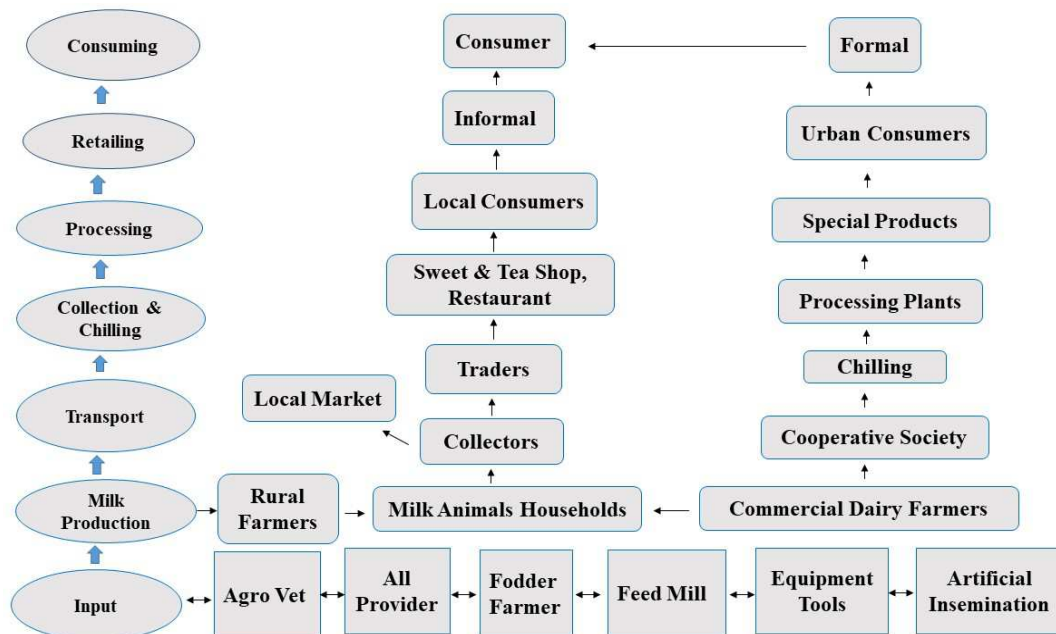 Consuming
Retailing
Processing
Collection &
Chilling
Transport
Milk
Production
Input
Consumer
Informal
Local Consumers
Sweet & Tea Shop,
Restaurant
Traders
Local Market
Collectors
Rural
Farmers
Milk Animals Households
Formal
Urban Consumers
Special Products
Processing Plants
Chilling
Cooperative Society
Commercial Dairy Farmers
Agro Vet
All
Provider
Fodder
Farmer
Feed Mill
Equipment
Tools
Artificial
Insemination